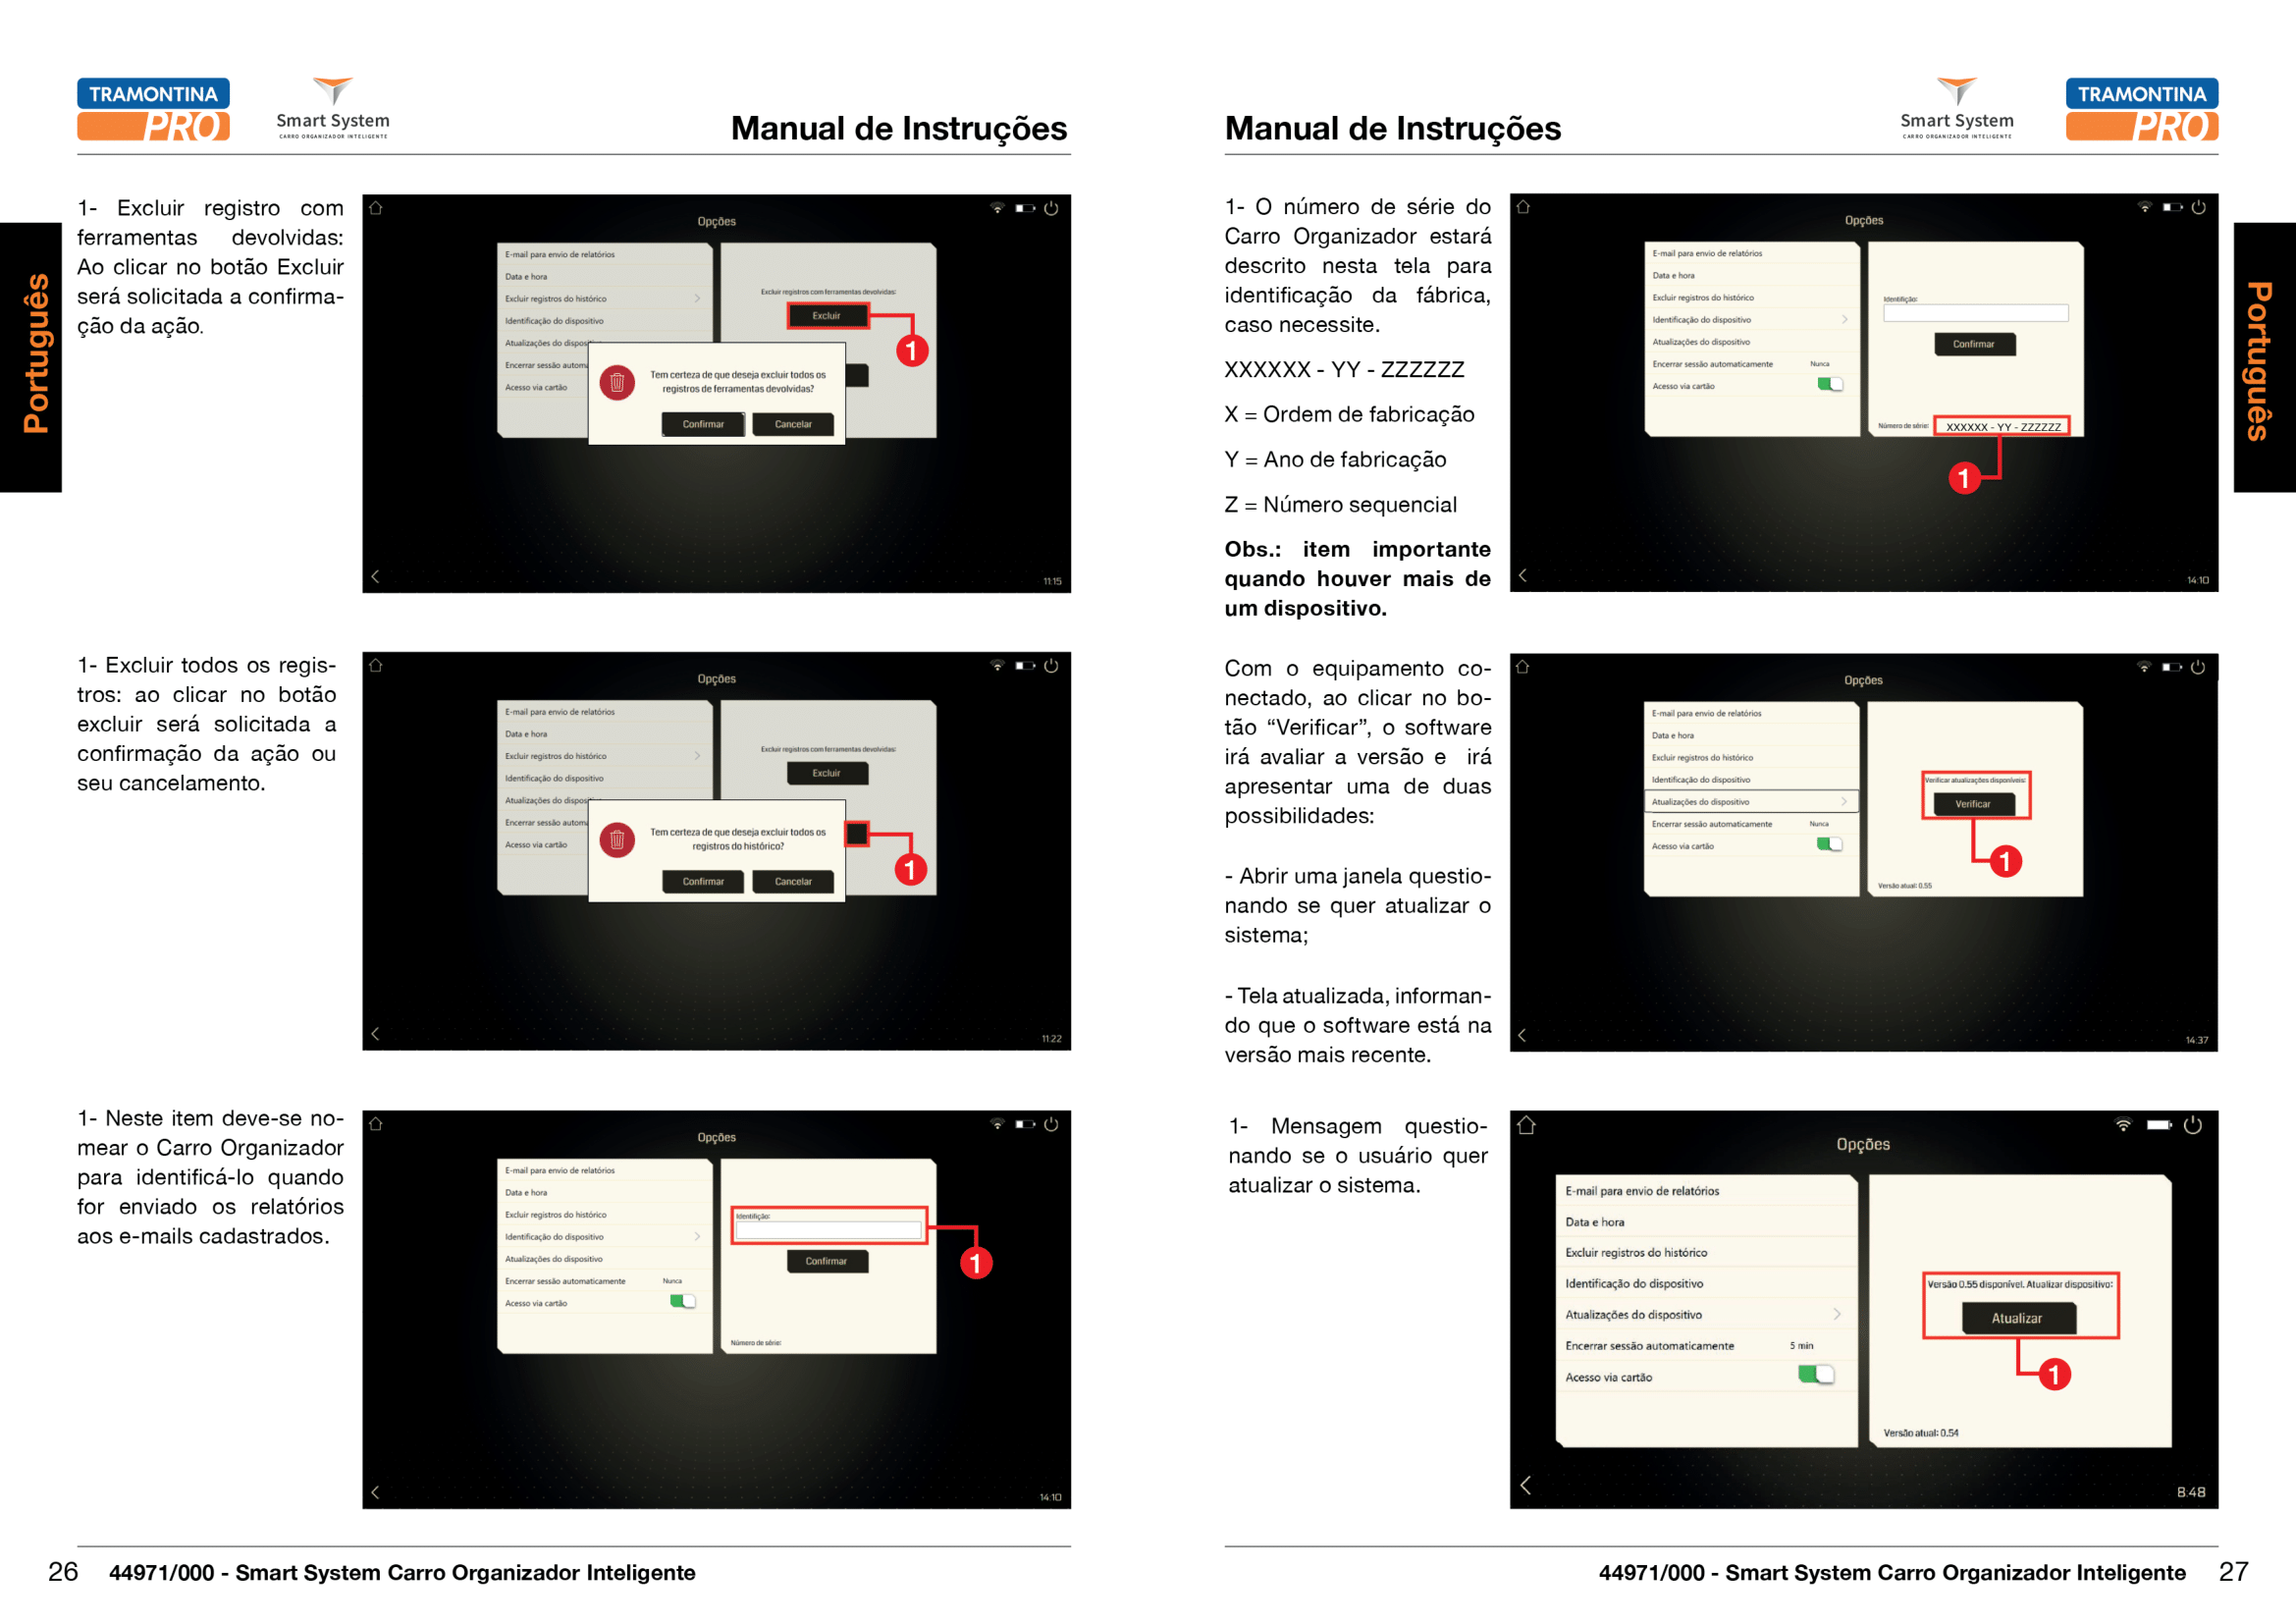 TRAMONTINA
PRO
Smart System
CARRO ORGANIZADOR INTELIGENTE
Manual de Instruções
Português
1- Excluir registro com
ferramentas devolvidas:
Ao clicar no botão Excluir
será solicitada a confirma-
ção da ação.
Opções
E-mail para envio de relatórios
Data e hora
Excluir registros do histórico
Identificação do dispositivo
Atualizações do disposi
Encerrar sessão autom
Acesso via cartão
Excluir registros com ferramentas devolvidas:
Excluir
1
Tem certeza de que deseja excluir todos os
registros de ferramentas devolvidas?
Confirmar
Cancelar
11:15
1- Excluir todos os regis-
tros: ao clicar no botão
excluir será solicitada a
confirmação da ação ou
seu cancelamento.
Opções
E-mail para envio de relatórios
Data e hora
Excluir registros do histórico
Identificação do dispositivo
Atualizações do disposi
Encerrar sessão autom
Acesso via cartão
Excluir registros com ferramentas devolvidas:
Excluir
Tem certeza de que deseja excluir todos os
registros do histórico?
Confirmar
Cancelar
1
11:22
1- Neste item deve-se no-
mear o Carro Organizador
para identificá-lo quando
for enviado os relatórios
aos e-mails cadastrados.
Opções
E-mail para envio de relatórios
Data e hora
Excluir registros do histórico
Identificação do dispositivo
Atualizações do dispositivo
Encerrar sessão automaticamente Nunca
Acesso via cartão
Identifição:
Confirmar
1
Número de série:
14:10
26 44971/000 - Smart System Carro Organizador Inteligente
Manual de Instruções
Smart System
CARRO ORGANIZADOR INTELIGENTE
TRAMONTINA
PRO
Português
1- O número de série do
Carro Organizador estará
descrito nesta tela para
identificação da fábrica,
caso necessite.
XXXXXX - YY - ZZZZZZ
X = Ordem de fabricação
Y = Ano de fabricação
Z = Número sequencial
Obs.: item importante
quando houver mais de
um dispositivo.
Opções
E-mail para envio de relatórios
Data e hora
Excluir registros do histórico
Identificação do dispositivo
Atualizações do dispositivo
Encerrar sessão automaticamente Nunca
Acesso via cartão
Identifição:
Confirmar
Número de série: XXXXXX - YY - ZZZZZZ
1
14:10
Com o equipamento co-
nectado, ao clicar no bo-
tão “Verificar”, o software
irá avaliar a versão e irá
apresentar uma de duas
possibilidades:
- Abrir uma janela questio-
nando se quer atualizar o
sistema;
- Tela atualizada, informan-
do que o software está na
versão mais recente.
Opções
E-mail para envio de relatórios
Data e hora
Excluir registros do histórico
Identificação do dispositivo
Atualizações do dispositivo
Encerrar sessão automaticamente Nunca
Acesso via cartão
Verificar atualizações disponíveis:
Verificar
1
Versão atual: 0.55
14:37
1- Mensagem questio-
nando se o usuário quer
atualizar o sistema.
Opções
E-mail para envio de relatórios
Data e hora
Excluir registros do histórico
Identificação do dispositivo
Atualizações do dispositivo
Encerrar sessão automaticamente 5 min
Acesso via cartão
Versão 0.55 disponível. Atualizar dispositivo:
Atualizar
1
Versão atual: 0.54
8:48
44971/000 - Smart System Carro Organizador Inteligente 27